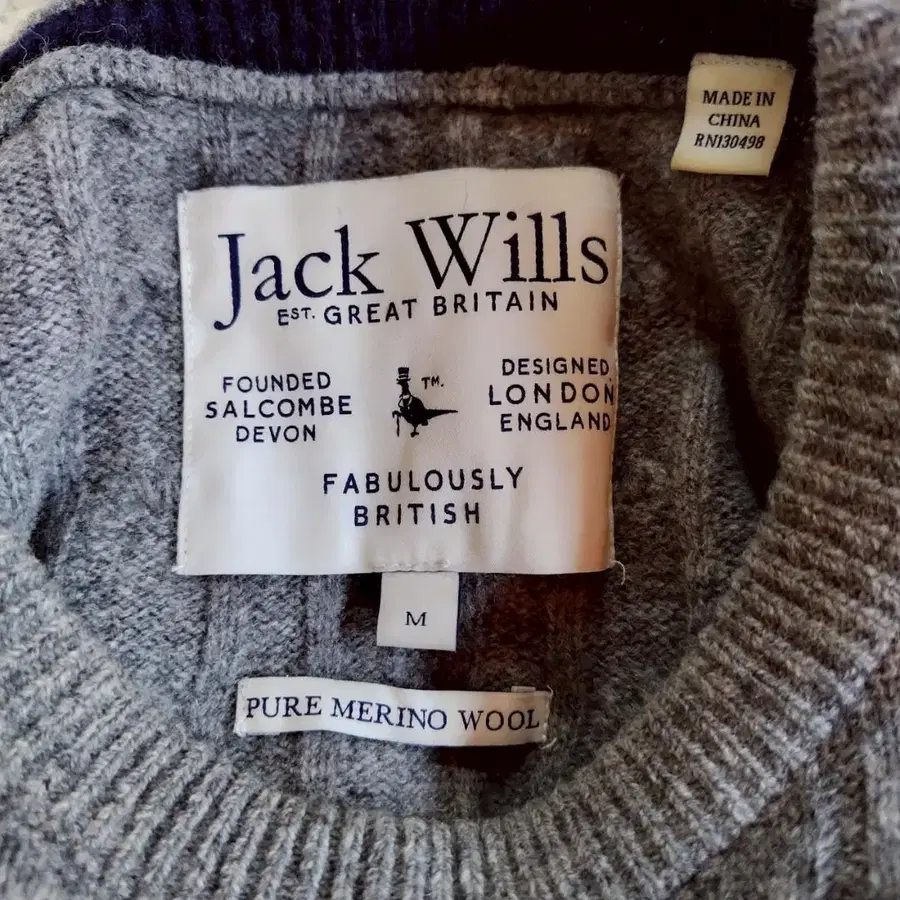 MADE IN
CHINA
RN130498
Jack Wills
EST. GREAT BRITAIN
FOUNDED
SALCOMBE
DEVON
TM.
DESIGNED
LONDON
ENGLAND
FABULOUSLY
BRITISH
M
PURE MERINO WOOL